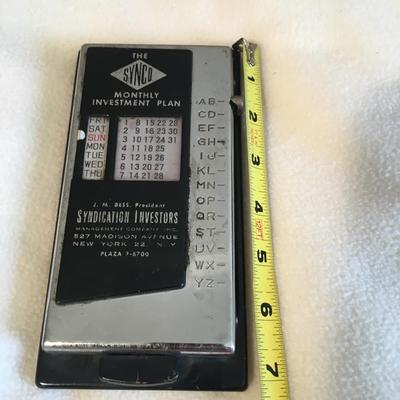 THE
SYNCO
MONTHLY
INVESTMENT PLAN
FRI 1 8 15 22 29
SAT 2 9 16 23 30
SUN 3 10 17 24 31
MON 4 11 18 25
TUE 5 12 19 26
WED 6 13 20 27
THU 7 14 21 28
J. M. BESS, President
SYNDICATION INVESTORS
MANAGEMENT COMPANY INC.
527 MADISON AVENUE
NEW YORK 22, N.Y.
PLAZA 7-6700
AB
CD
EF
GH
IJ
KL
MN
OP
QR
ST
UV
WX
YZ
1
2
3
4
5
6
7